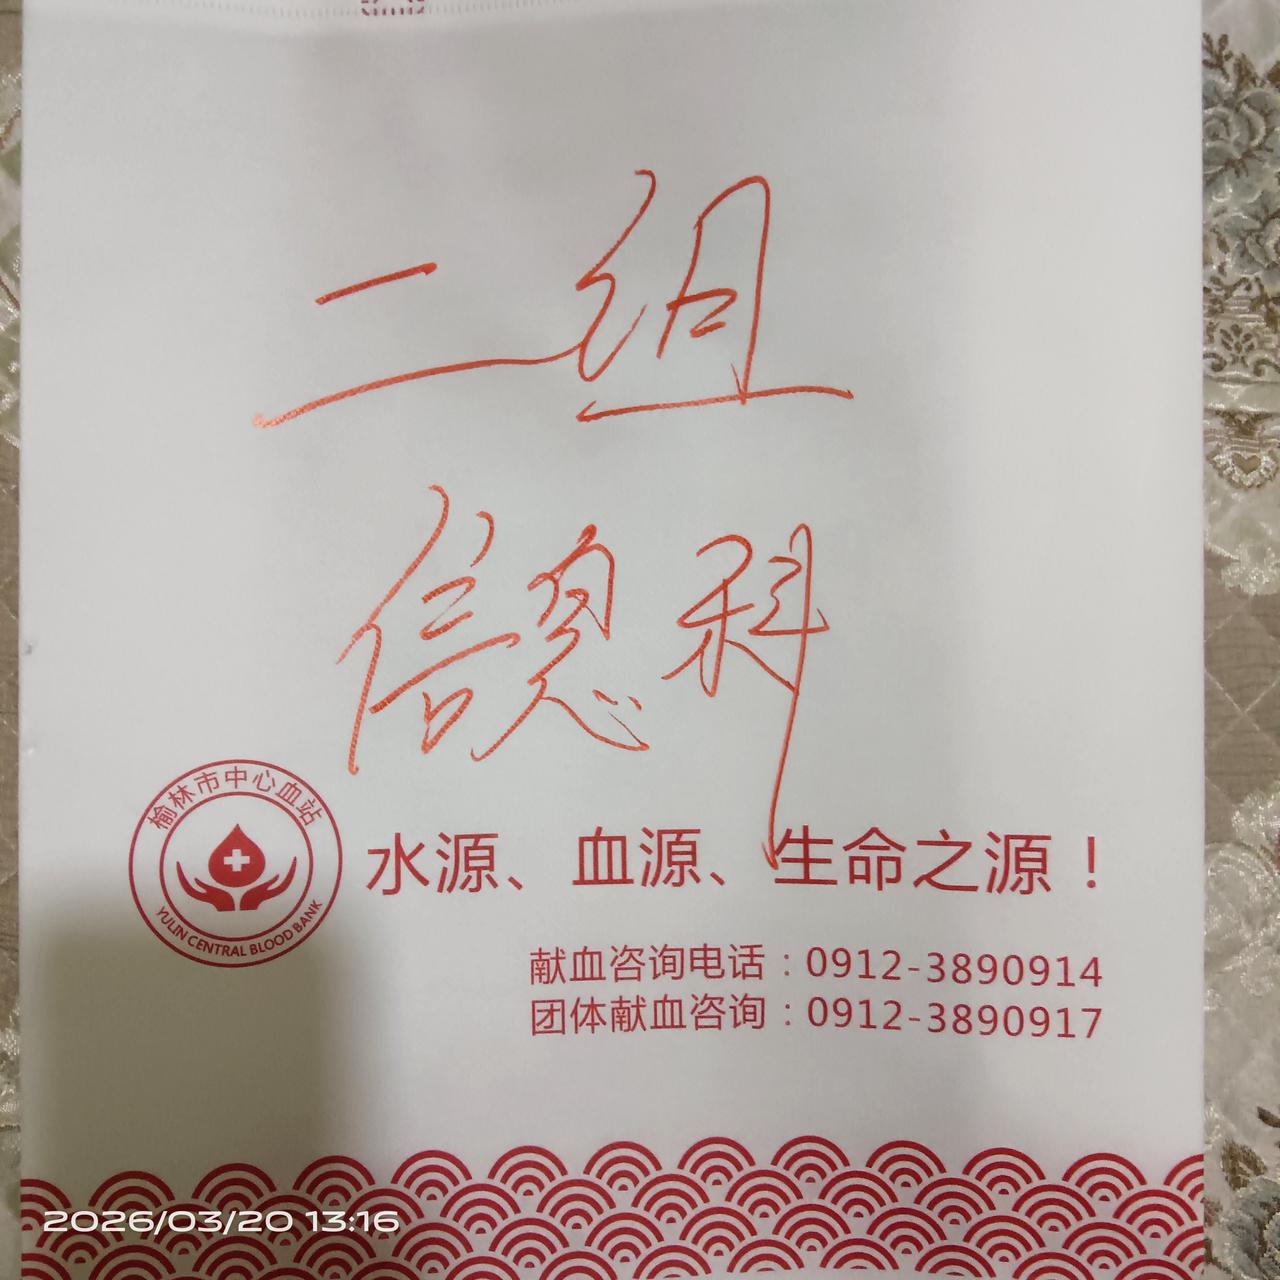 二组
信息科
榆林市中心血站
YULIN CENTRAL BLOOD BANK
水源、血源、生命之源！
献血咨询电话：0912-3890914
团体献血咨询：0912-3890917
2026/03/20 13:16